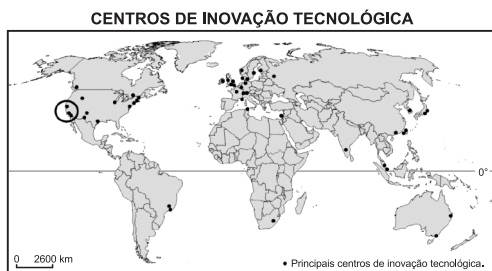 CENTROS DE INOVAÇÃO TECNOLÓGICA
0°
0 2600 km
• Principais centros de inovação tecnológica.